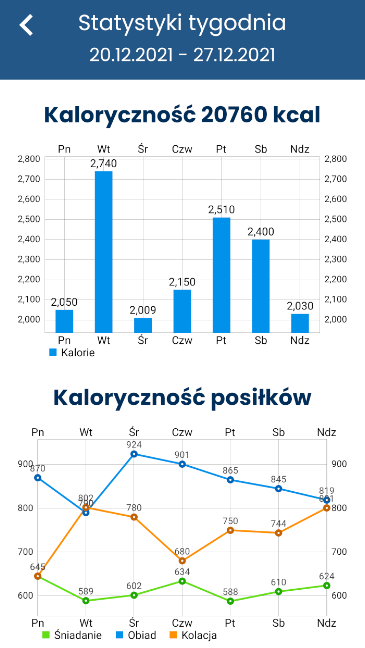 Statystyki tygodnia
20.12.2021 - 27.12.2021
Kaloryczność 20760 kcal
Pn Wt Śr Czw Pt Sb Ndz
2,800 2,740 2,800
2,700 2,700
2,600 2,600
2,510
2,500 2,500
2,400 2,400 2,400
2,300 2,300
2,200 2,150 2,200
2,100 2,050 2,030 2,100
2,000 2,009 2,000
Pn Wt Śr Czw Pt Sb Ndz
Kalorie
Kaloryczność posiłków
Pn Wt Śr Czw Pt Sb Ndz
924
900 901 900
870 865 845 819
800 802 780 800
750 744
700 680 700
645 634 624
600 589 602 588 610 600
Pn Wt Śr Czw Pt Sb Ndz
Śniadanie Obiad Kolacja